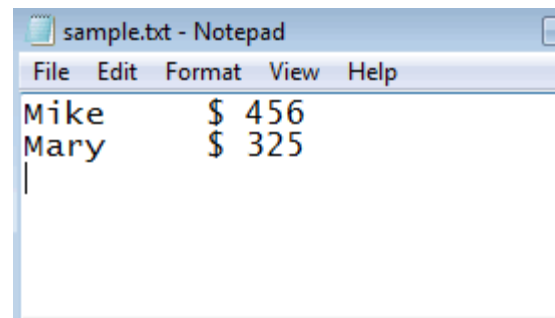 sample.txt - Notepad
File Edit Format View Help
Mike $ 456
Mary $ 325